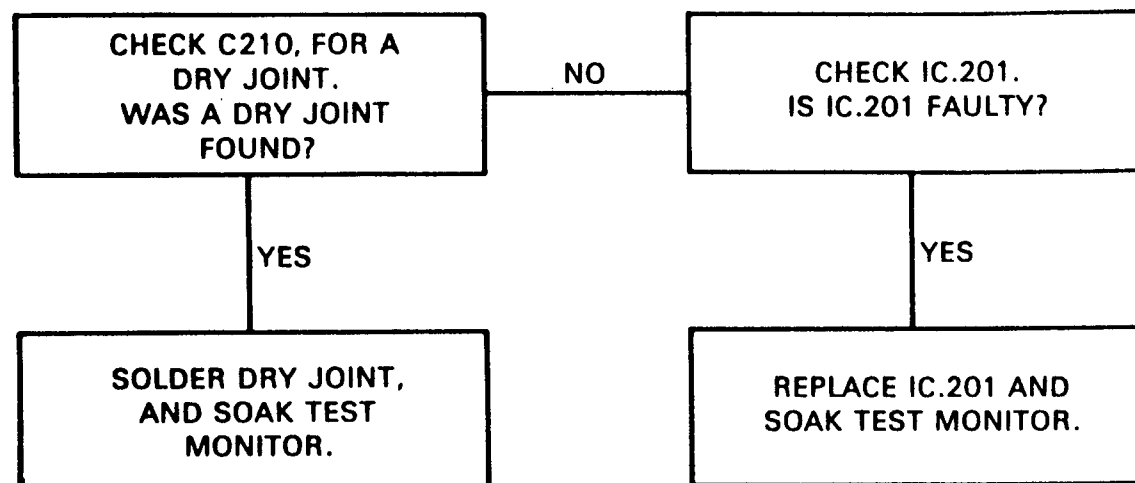 CHECK C210, FOR A
DRY JOINT.
WAS A DRY JOINT
FOUND?
NO
CHECK IC.201.
IS IC.201 FAULTY?
YES
YES
SOLDER DRY JOINT,
AND SOAK TEST
MONITOR.
REPLACE IC.201 AND
SOAK TEST MONITOR.